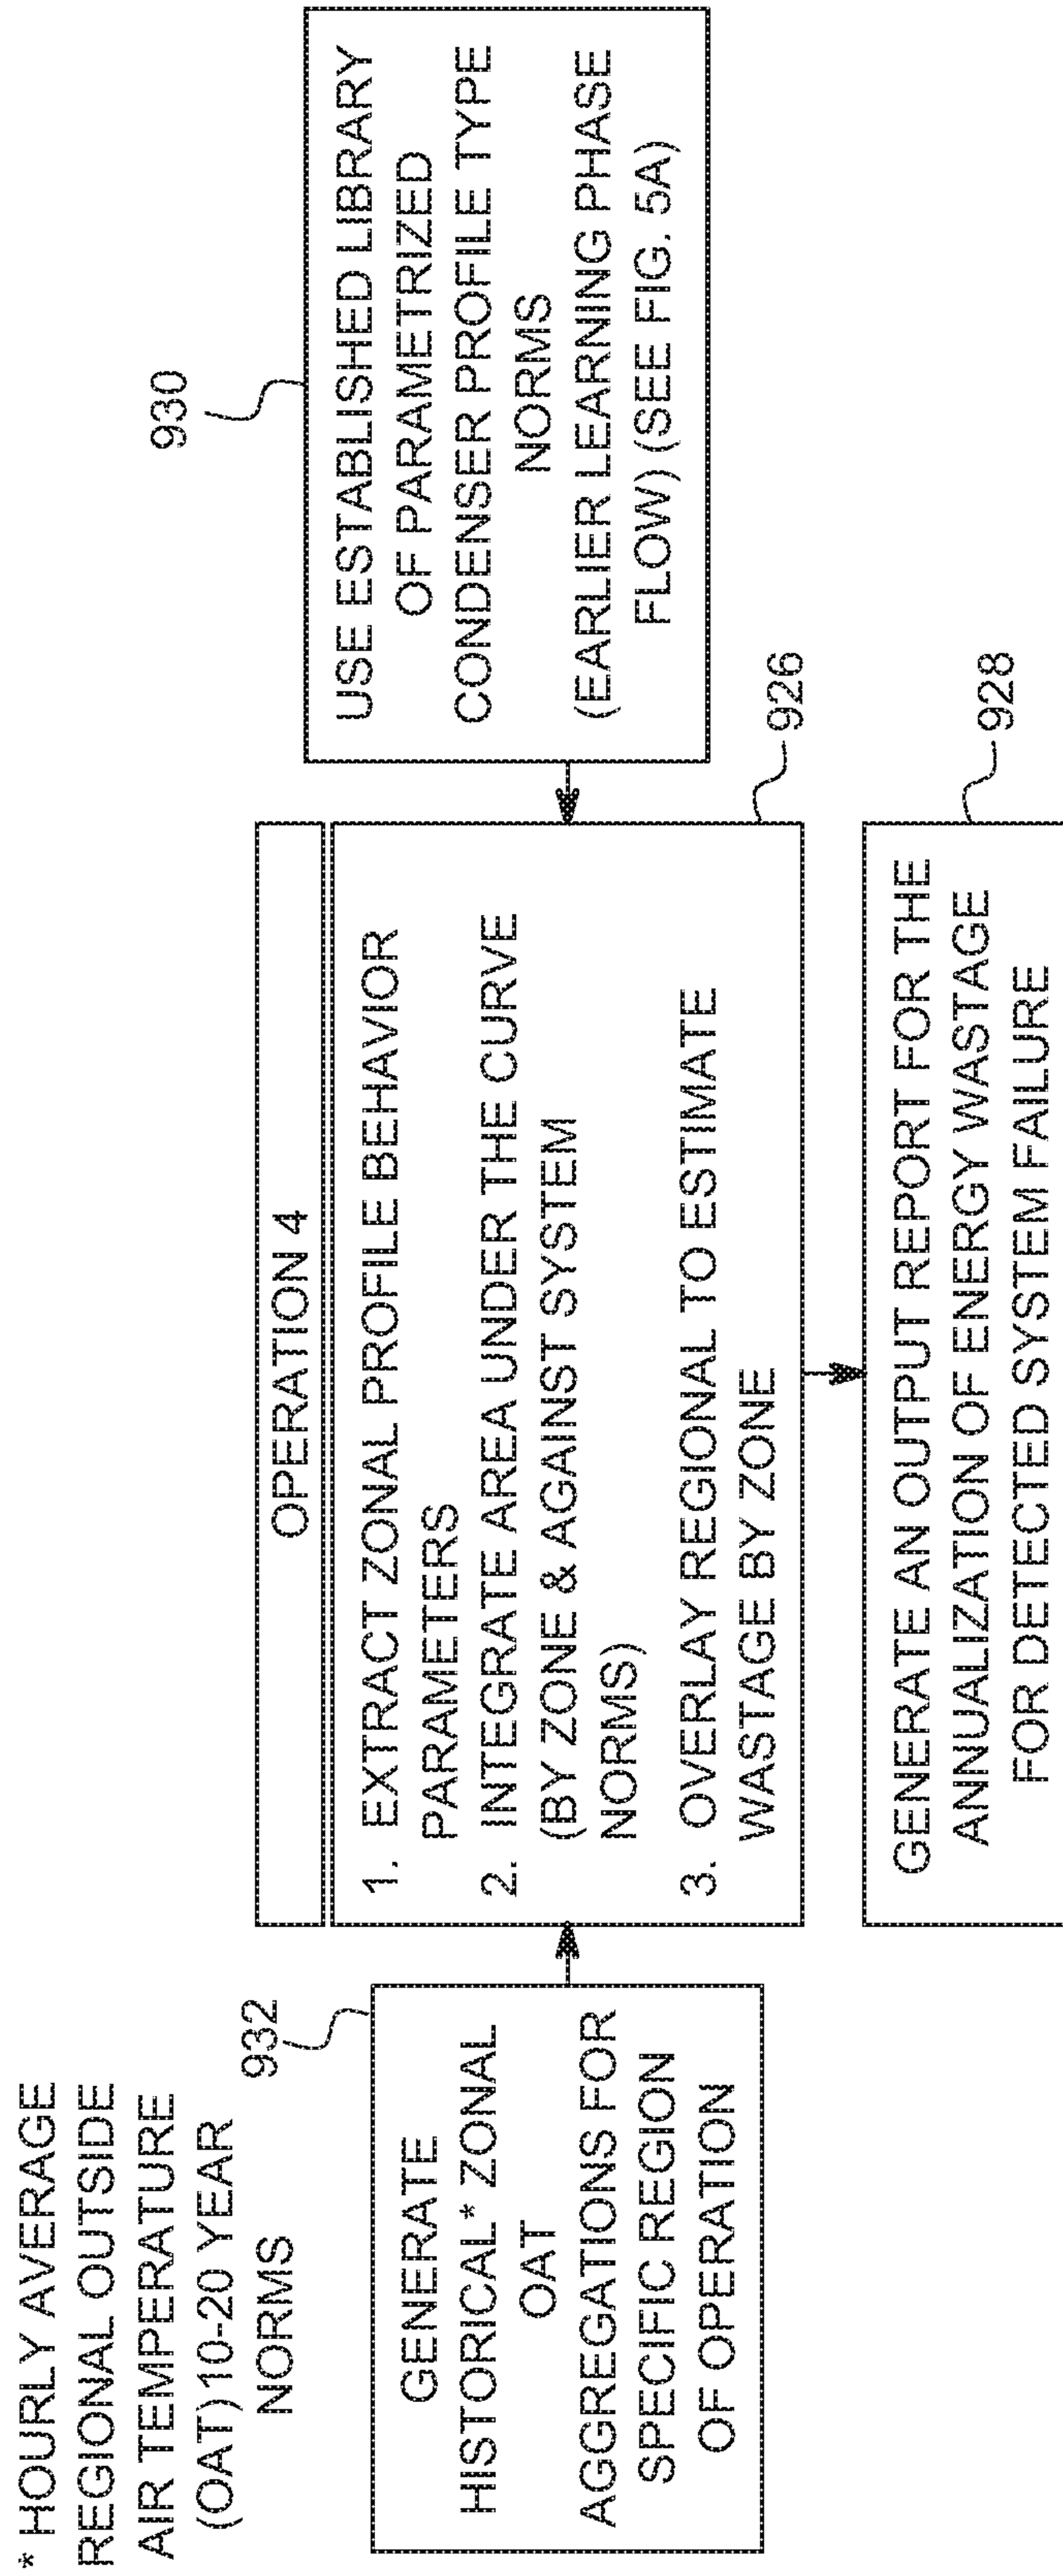 * HOURLY AVERAGE
REGIONAL OUTSIDE
AIR TEMPERATURE
(OAT) 10-20 YEAR
NORMS
932
GENERATE
HISTORICAL* ZONAL
OAT
AGGREGATIONS FOR
SPECIFIC REGION
OF OPERATION
OPERATION 4
1. EXTRACT ZONAL PROFILE BEHAVIOR
PARAMETERS
2. INTEGRATE AREA UNDER THE CURVE
(BY ZONE & AGAINST SYSTEM
NORMS)
3. OVERLAY REGIONAL TO ESTIMATE
WASTAGE BY ZONE
926
GENERATE AN OUTPUT REPORT FOR THE
ANNUALIZATION OF ENERGY WASTAGE
FOR DETECTED SYSTEM FAILURE
928
930
USE ESTABLISHED LIBRARY
OF PARAMETRIZED
CONDENSER PROFILE TYPE
NORMS
(EARLIER LEARNING PHASE
FLOW) (SEE FIG. 5A)